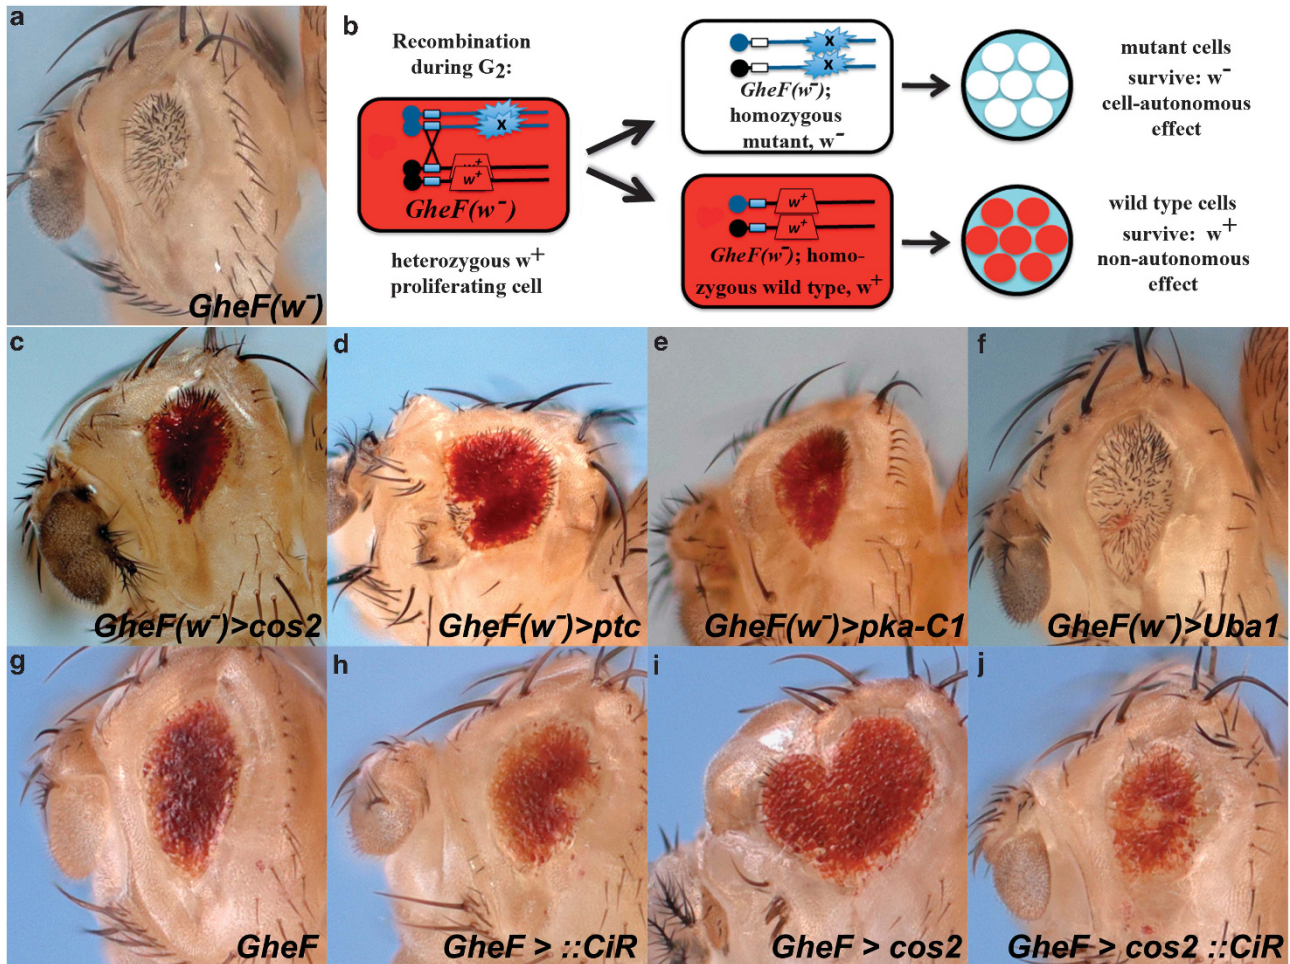 a
GheF(w⁻)
b
Recombination
during G₂:
X
w⁺
w⁺
GheF(w⁻)
heterozygous w⁺
proliferating cell
X
X
GheF(w⁻);
homozygous
mutant, w⁻
mutant cells
survive: w⁻
cell-autonomous
effect
w⁺
w⁺
GheF(w⁻); homo-
zygous wild type, w⁺
wild type cells
survive: w⁺
non-autonomous
effect
c
GheF(w⁻)>cos2
d
GheF(w⁻)>ptc
e
GheF(w⁻)>pka-C1
f
GheF(w⁻)>Uba1
g
GheF
h
GheF > ::CiR
i
GheF > cos2
j
GheF > cos2 ::CiR